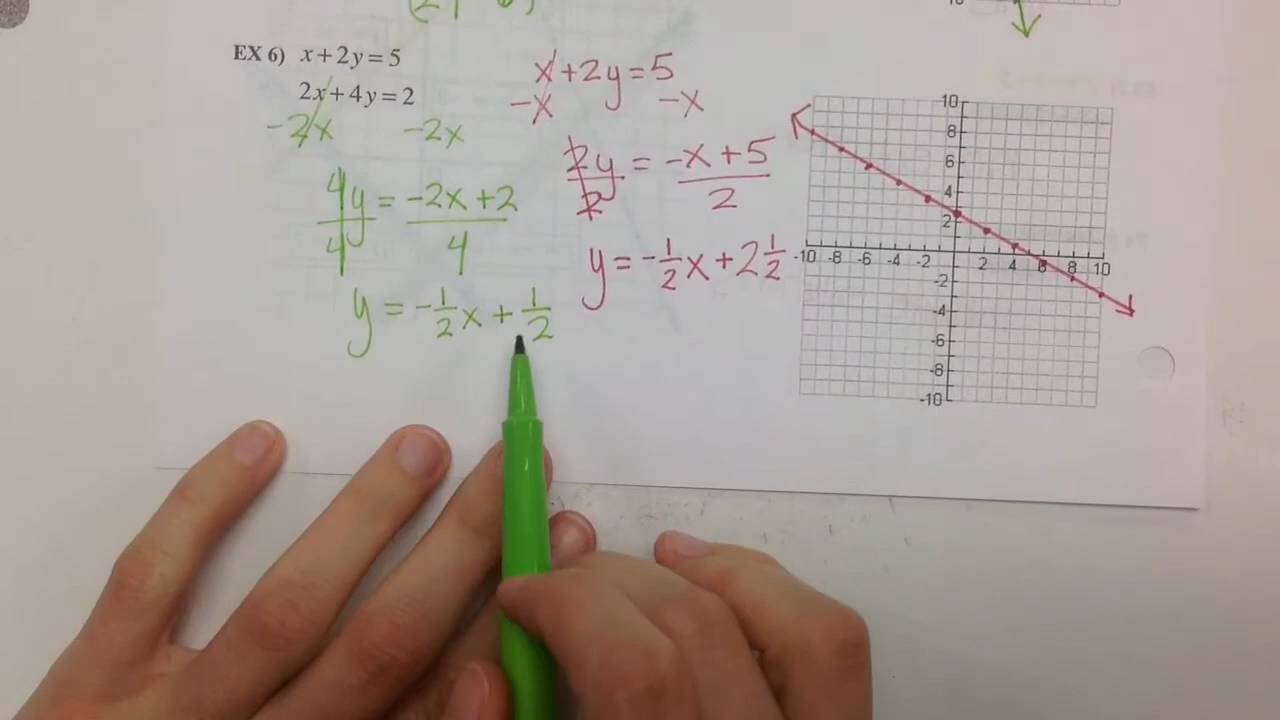 EX 6) x+2y=5
2x+4y=2
-2x -2x
4y = -2x+2
4 4
y = -1/2x + 1/2
x+2y=5
-x -x
2y = -x+5
2 2
y = -1/2x + 2 1/2
10
8
6
4
2
-10 -8 -6 -4 -2 2 4 6 8 10
-2
-4
-6
-8
-10